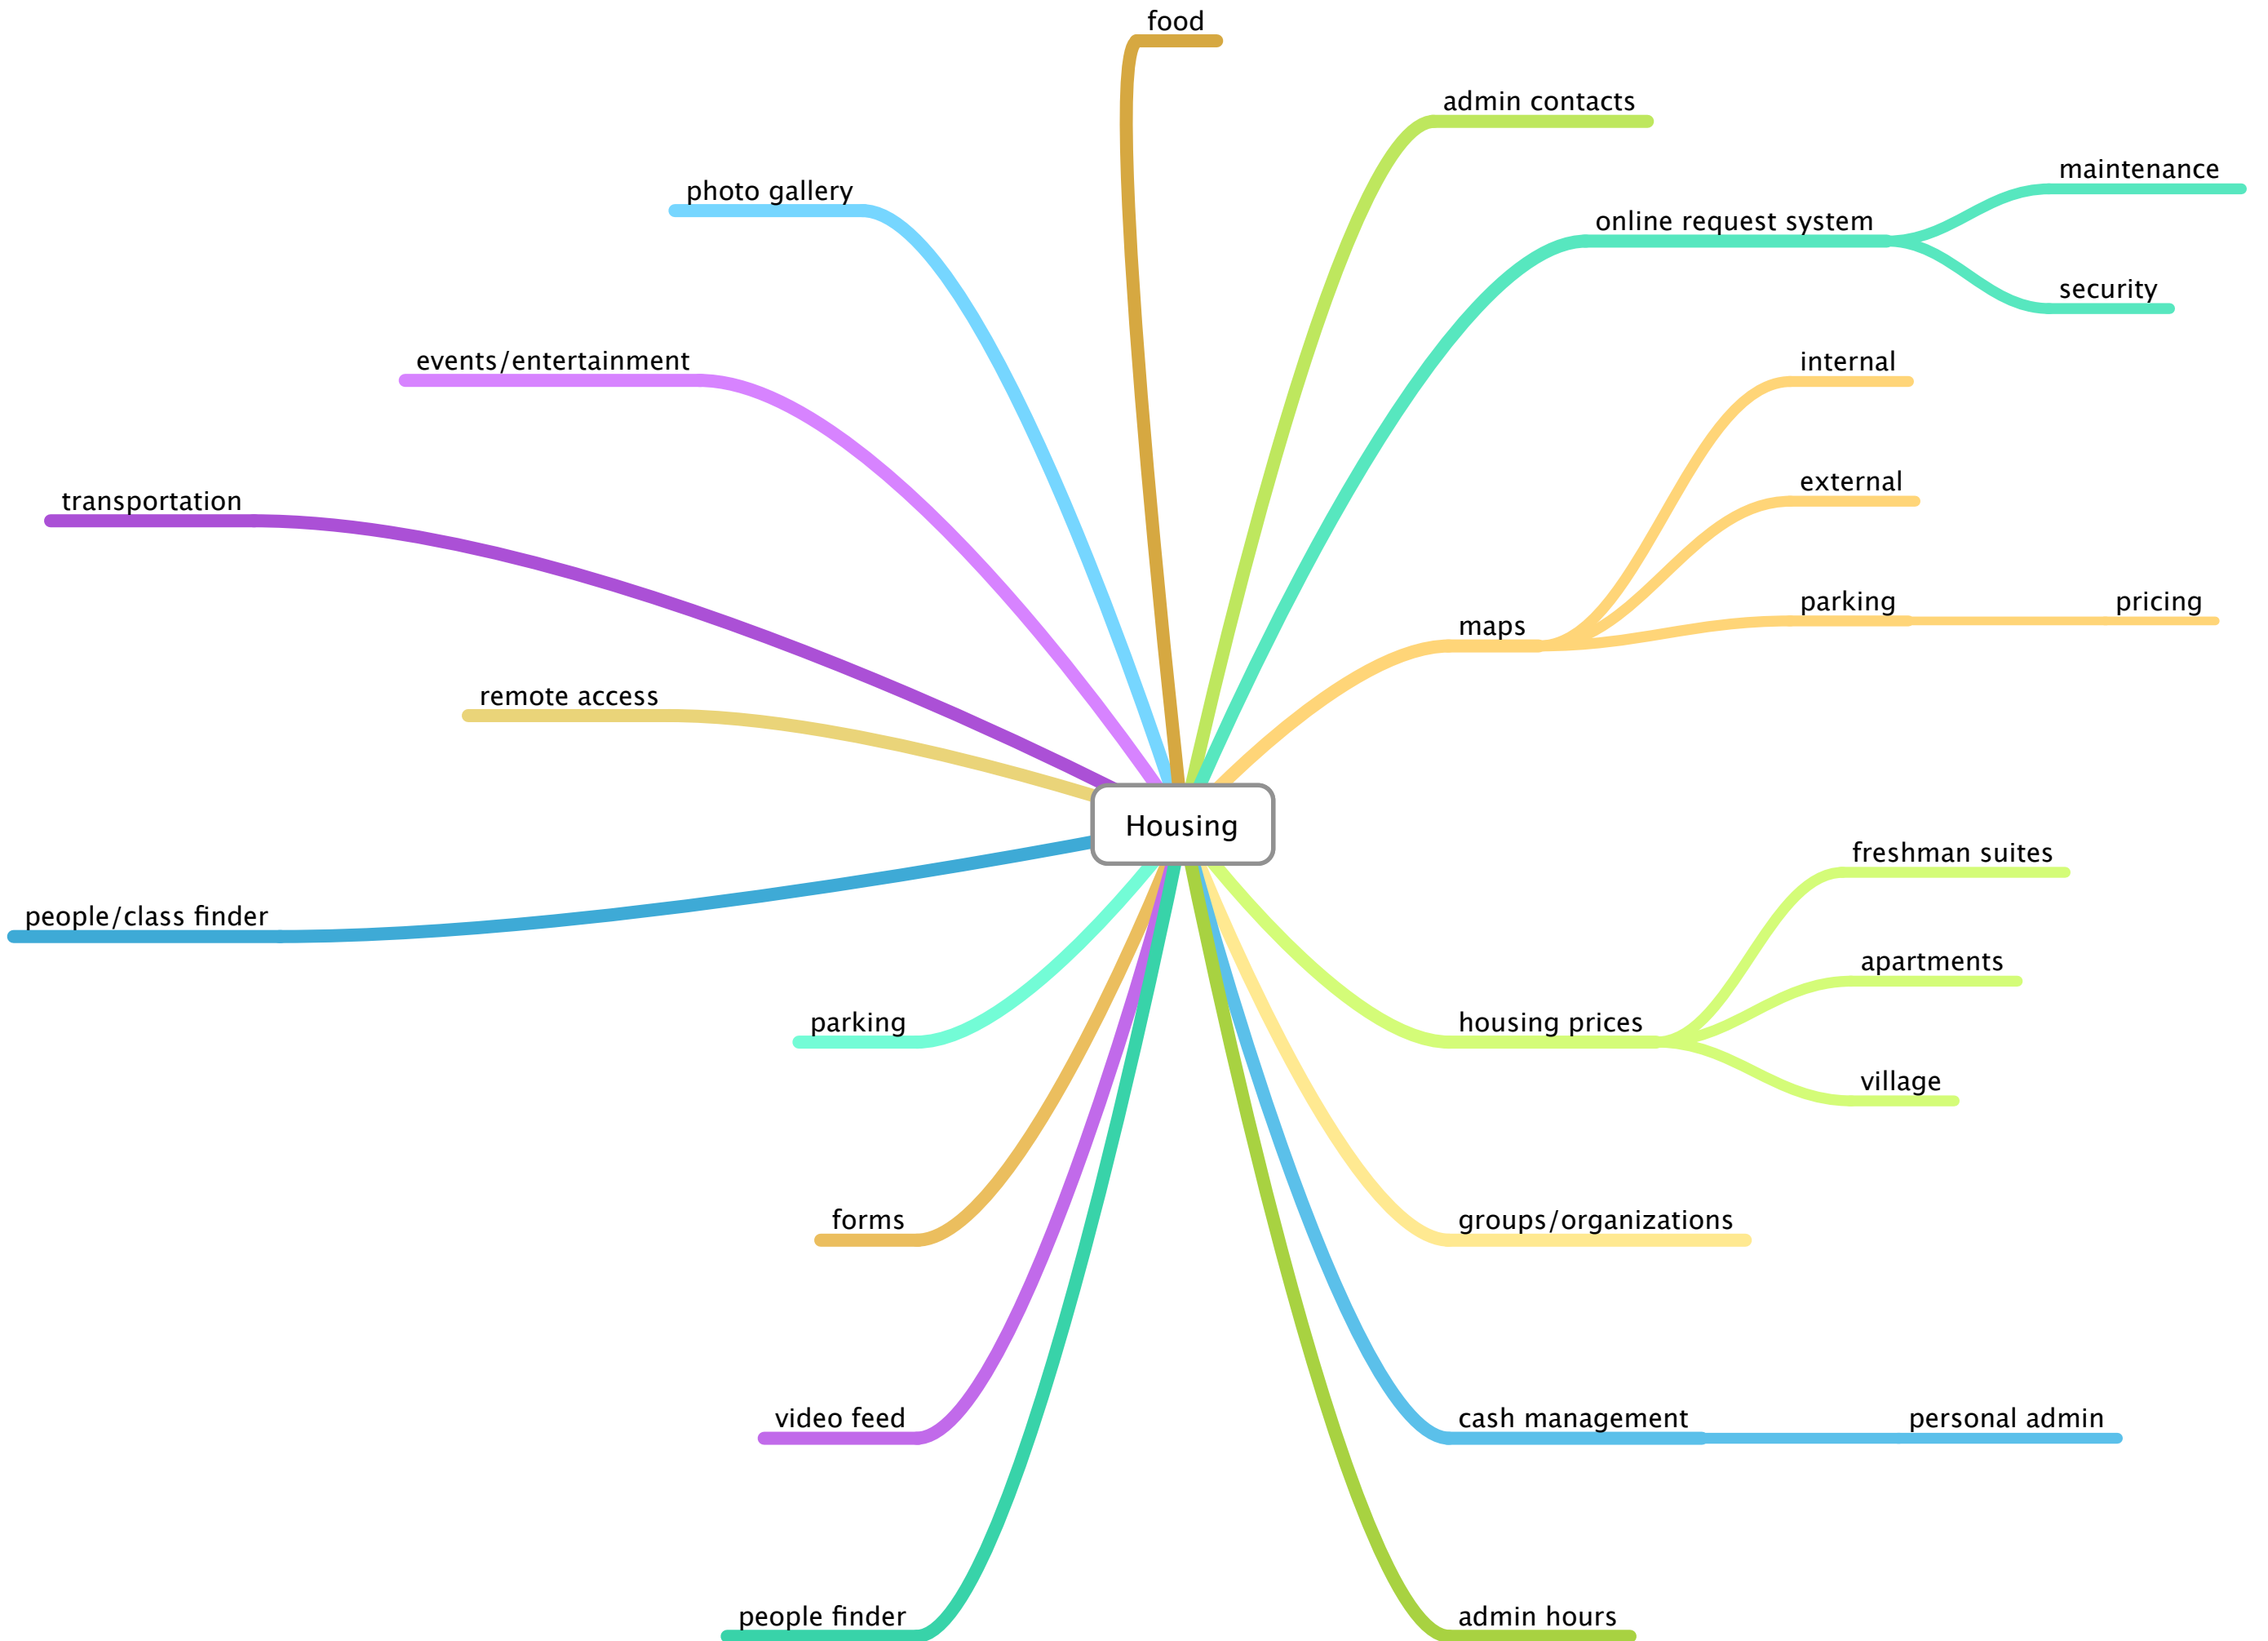 food
admin contacts
maintenance
photo gallery
online request system
security
events/entertainment
internal
external
transportation
parking
pricing
maps
remote access
Housing
freshman suites
people/class finder
apartments
parking
housing prices
village
forms
groups/organizations
video feed
cash management
personal admin
people finder
admin hours